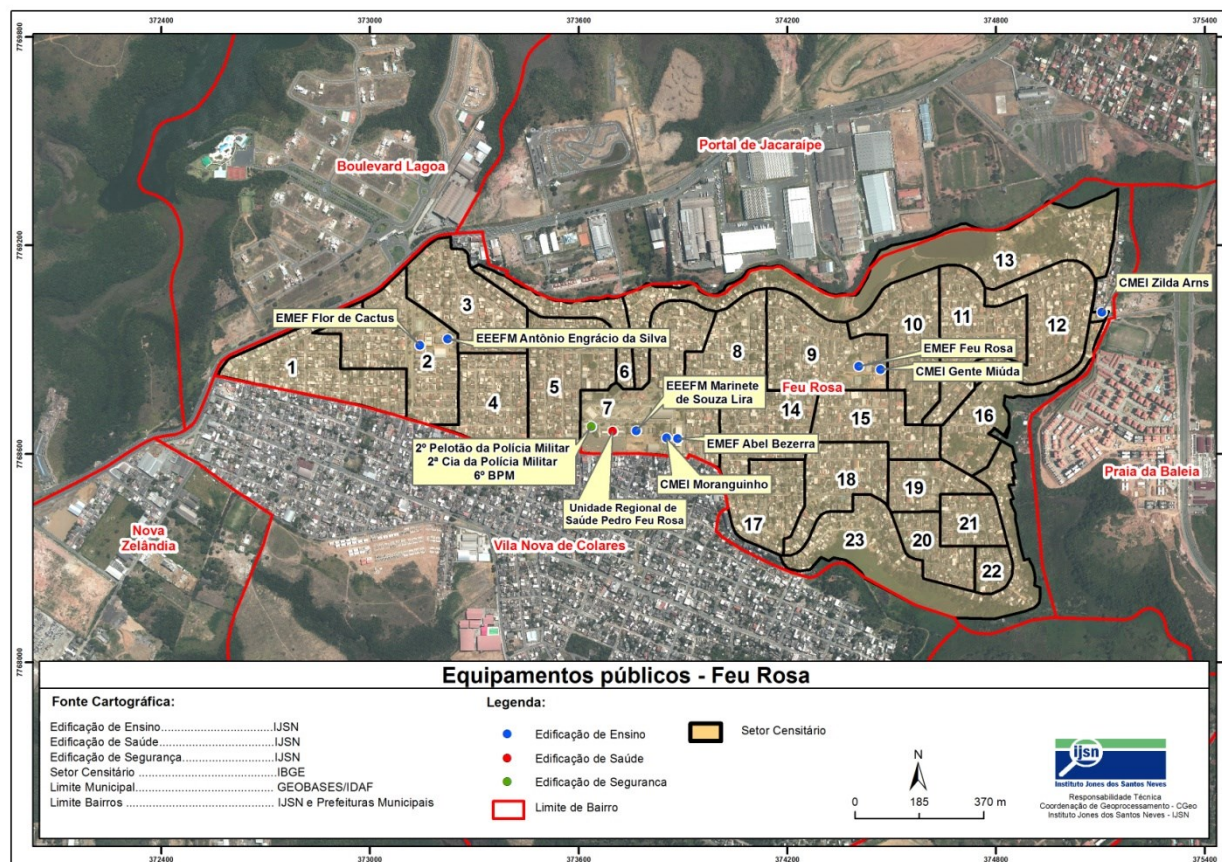 372400
373000
373600
374200
374800
375400
7769800
7769200
7768600
7768000
Boulevard Lagoa
Portal de Jacaraípe
13
CMEI Zilda Arns
3
EMEF Flor de Cactus
EEEFM Antônio Engrácio da Silva
10
11
12
1
2
6
8
9
EMEF Feu Rosa
CMEI Gente Miúda
4
5
7
EEEFM Marinete
de Souza Lira
Feu Rosa
14
15
16
2º Pelotão da Polícia Militar
2ª Cia da Polícia Militar
6º BPM
EMEF Abel Bezerra
CMEI Moranguinho
Unidade Regional de
Saúde Pedro Feu Rosa
18
19
Praia da Baleia
Nova
Zelândia
Vila Nova de Colares
17
23
20
21
22
Equipamentos públicos - Feu Rosa
Fonte Cartográfica:
Edificação de Ensino................................IJSN
Edificação de Saúde................................IJSN
Edificação de Segurança.........................IJSN
Setor Censitário ......................................IBGE
Limite Municipal.......................GEOBASES/IDAF
Limite Bairros ................................ IJSN e Prefeituras Municipais
Legenda:
Edificação de Ensino
Edificação de Saúde
Edificação de Seguranca
Limite de Bairro
Setor Censitário
N
0 185 370 m
ijsn
Instituto Jones dos Santos Neves
Responsabilidade Técnica
Coordenação de Geoprocessamento - CGeo
Instituto Jones dos Santos Neves - IJSN
372400
373000
373600
374200
374800
375400